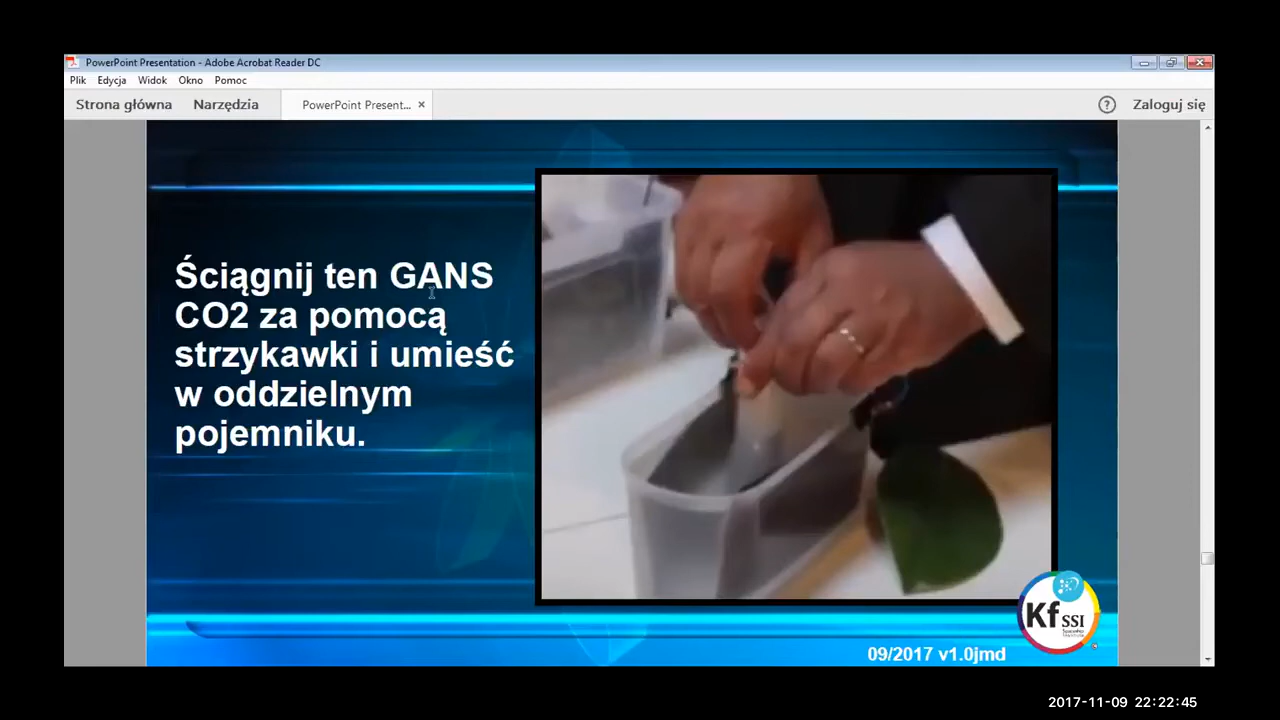 PowerPoint Presentation - Adobe Acrobat Reader DC
Plik Edycja Widok Okno Pomoc
Strona główna Narzędzia PowerPoint Present... × ? Zaloguj się
Ściągnij ten GANS
CO2 za pomocą
strzykawki i umieść
w oddzielnym
pojemniku.
Kf SSI
09/2017 v1.0jmd
2017-11-09 22:22:45